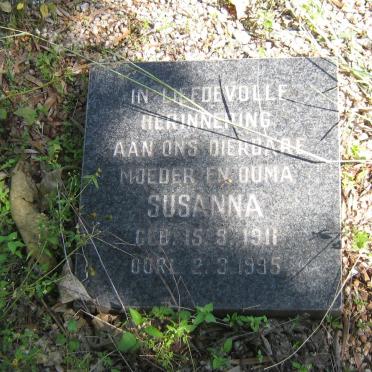 IN LIEFDEVOLLE
HERINNERING
AAN ONS DIERBARE
MOEDER EN OUMA
SUSANNA
GEB. 15.9.1911
OORL. 2.3.1995